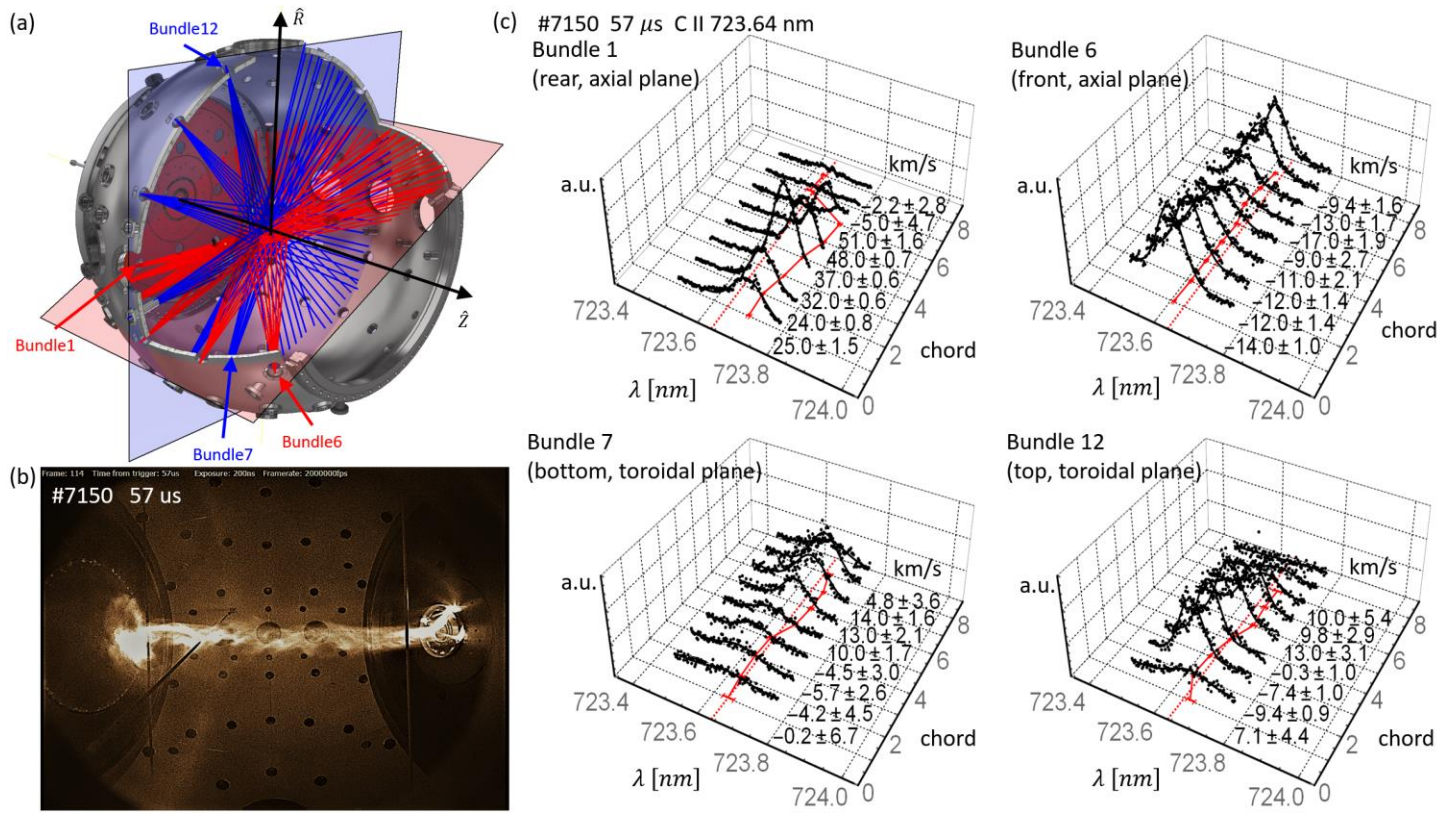 (a)
Bundle12
R̂
Ẑ
Bundle1
Bundle7
Bundle6
(b)
Frame: 114 Time from trigger: 57us Exposure: 200ns Framerate: 2000000fps
#7150 57 us
(c) #7150 57 μs C II 723.64 nm
Bundle 1
(rear, axial plane)
a.u.
km/s
−2.2 ± 2.8
−5.0 ± 4.7
51.0 ± 1.6
48.0 ± 0.7
37.0 ± 0.6
32.0 ± 0.6
24.0 ± 0.8
25.0 ± 1.5
723.4
723.6
723.8
724.0
λ [nm]
0
2
4
6
8
chord
Bundle 6
(front, axial plane)
a.u.
km/s
−9.4 ± 1.6
−13.0 ± 1.7
−17.0 ± 1.9
−9.0 ± 2.7
−11.0 ± 2.1
−12.0 ± 1.4
−12.0 ± 1.4
−14.0 ± 1.0
723.4
723.6
723.8
724.0
λ [nm]
0
2
4
6
8
chord
Bundle 7
(bottom, toroidal plane)
a.u.
km/s
4.8 ± 3.6
14.0 ± 1.6
13.0 ± 2.1
10.0 ± 1.7
−4.5 ± 3.0
−5.7 ± 2.6
−4.2 ± 4.5
−0.2 ± 6.7
723.4
723.6
723.8
724.0
λ [nm]
0
2
4
6
8
chord
Bundle 12
(top, toroidal plane)
a.u.
km/s
10.0 ± 5.4
9.8 ± 2.9
13.0 ± 3.1
−0.3 ± 1.0
−7.4 ± 1.0
−9.4 ± 0.9
7.1 ± 4.4
723.4
723.6
723.8
724.0
λ [nm]
0
2
4
6
8
chord